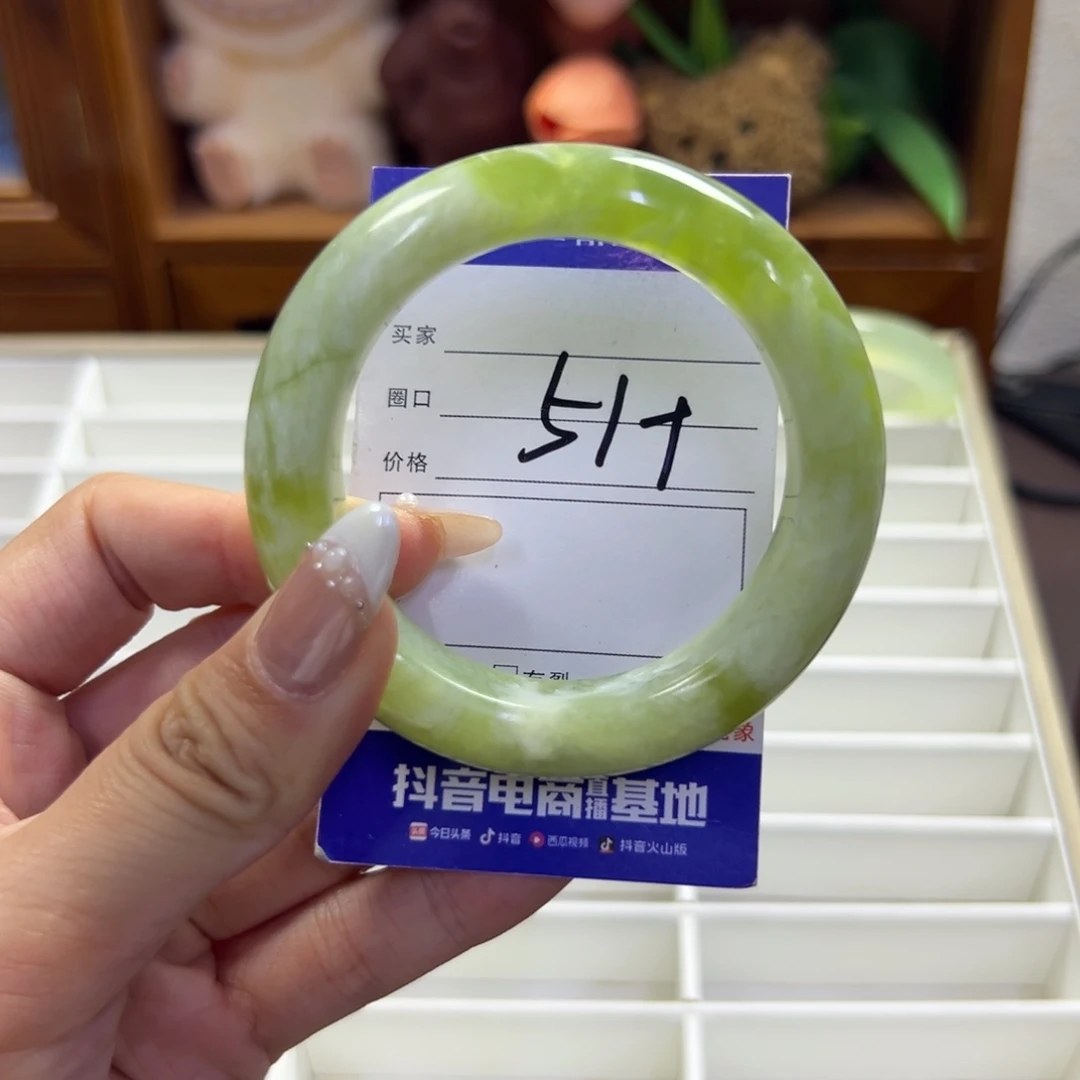 买家
圈口
价格
51+
抖音电商直播基地
今日头条 抖音 西瓜视频 抖音火山版